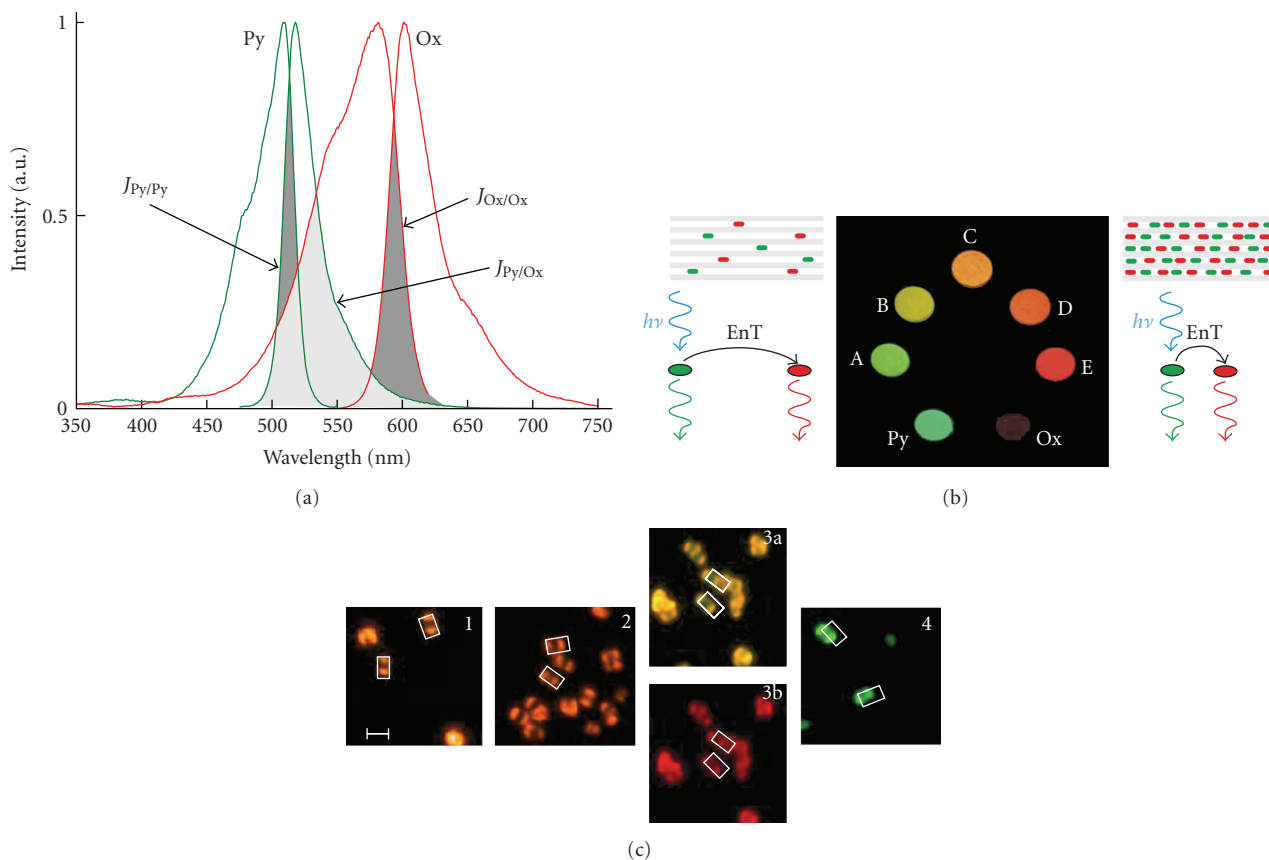 1
0.5
0
Intensity (a.u.)
Py
Ox
J_Py/Py
J_Ox/Ox
J_Py/Ox
350 400 450 500 550 600 650 700 750
Wavelength (nm)
(a)
hν
EnT
C
B
D
A
E
Py
Ox
hν
EnT
(b)
1
2
3a
3b
4
(c)